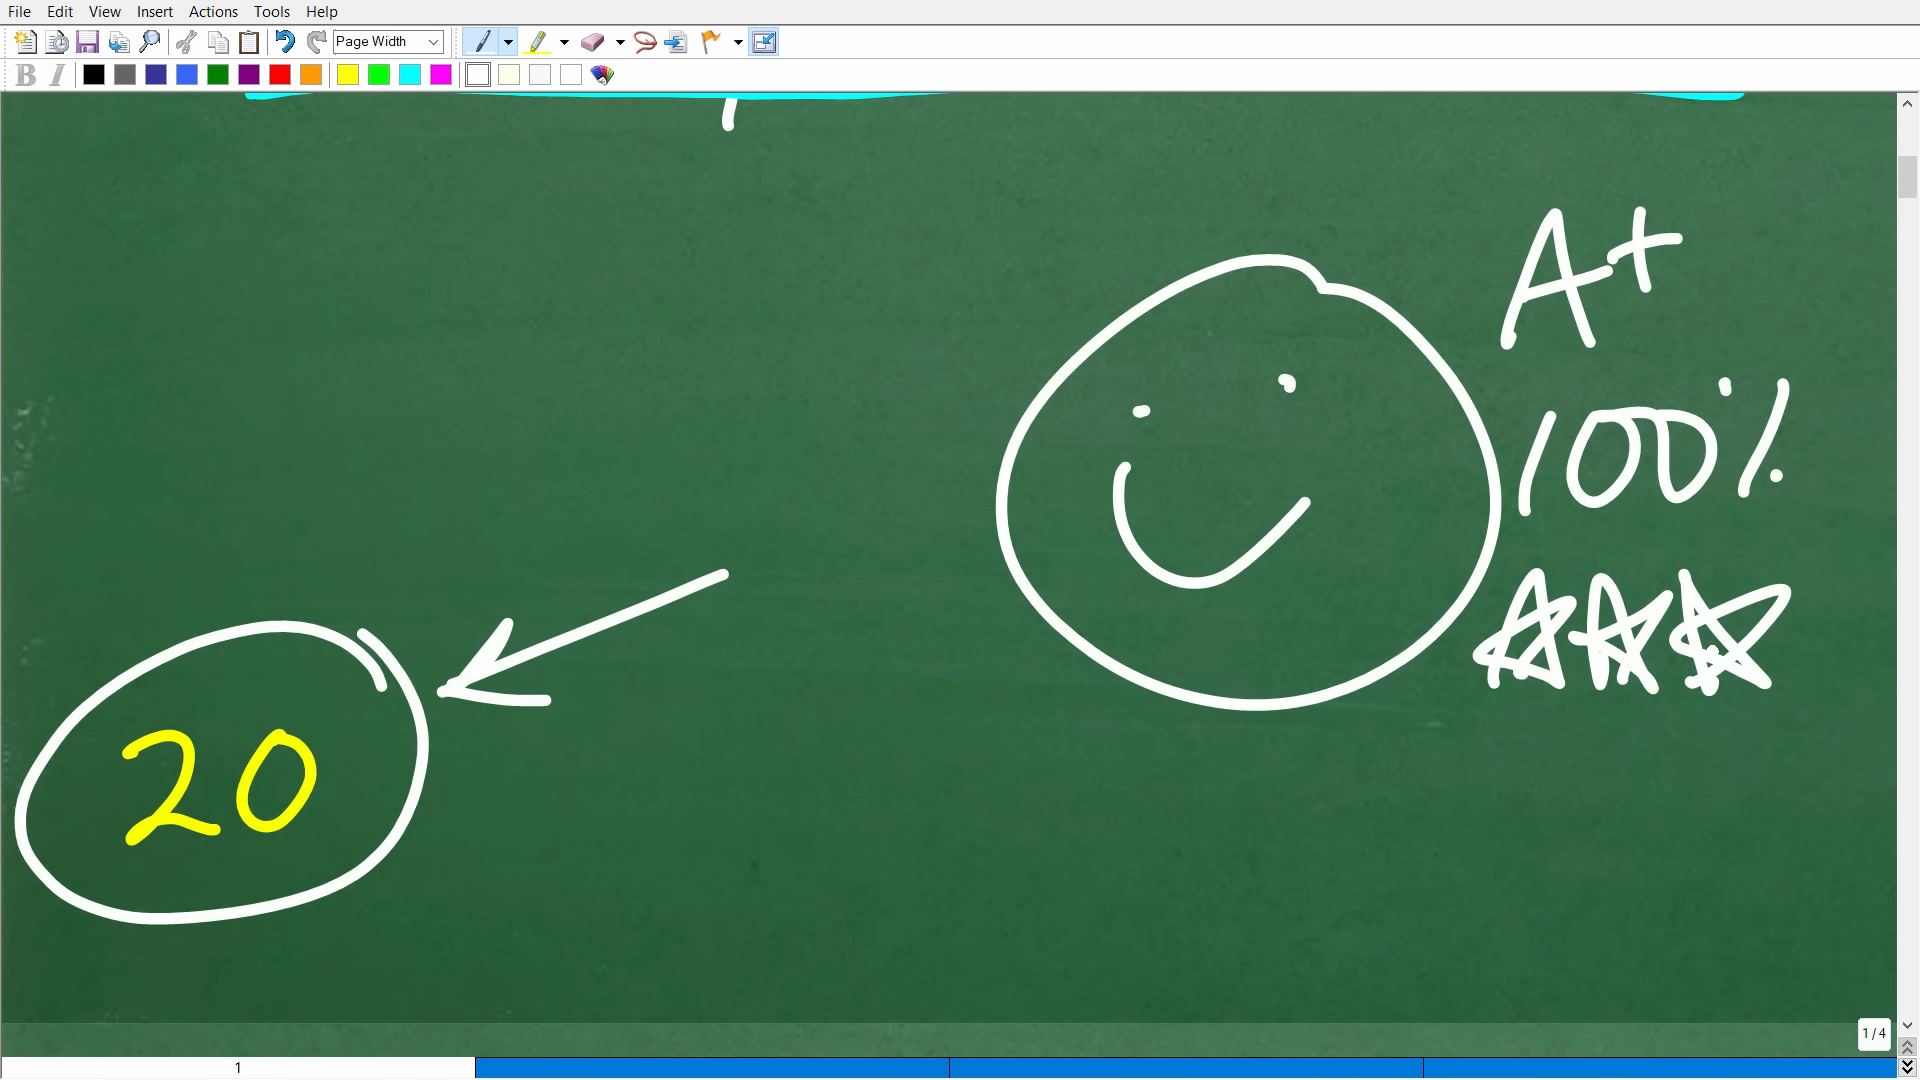 File Edit View Insert Actions Tools Help
Page Width
B I
A+
100%
20
1/4
1